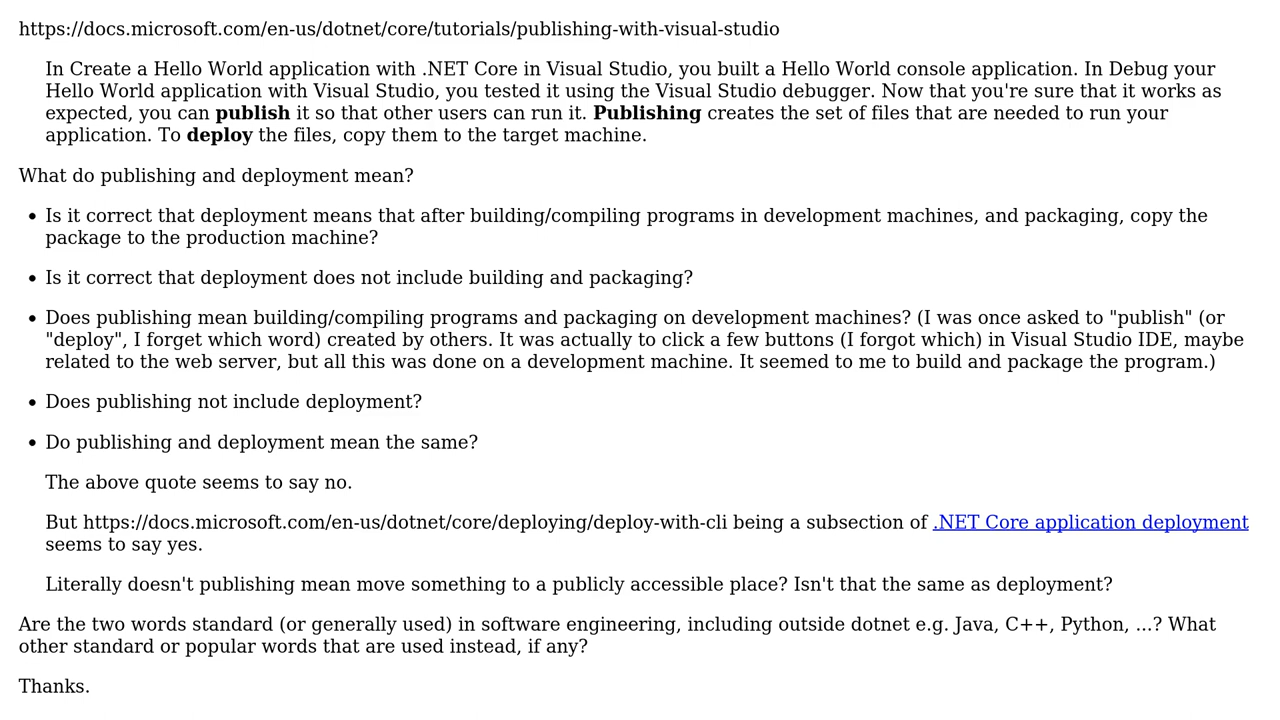 https://docs.microsoft.com/en-us/dotnet/core/tutorials/publishing-with-visual-studio
In Create a Hello World application with .NET Core in Visual Studio, you built a Hello World console application. In Debug your
Hello World application with Visual Studio, you tested it using the Visual Studio debugger. Now that you're sure that it works as
expected, you can publish it so that other users can run it. Publishing creates the set of files that are needed to run your
application. To deploy the files, copy them to the target machine.
What do publishing and deployment mean?
• Is it correct that deployment means that after building/compiling programs in development machines, and packaging, copy the
package to the production machine?
• Is it correct that deployment does not include building and packaging?
• Does publishing mean building/compiling programs and packaging on development machines? (I was once asked to "publish" (or
"deploy", I forget which word) created by others. It was actually to click a few buttons (I forgot which) in Visual Studio IDE, maybe
related to the web server, but all this was done on a development machine. It seemed to me to build and package the program.)
• Does publishing not include deployment?
• Do publishing and deployment mean the same?
The above quote seems to say no.
But https://docs.microsoft.com/en-us/dotnet/core/deploying/deploy-with-cli being a subsection of .NET Core application deployment
seems to say yes.
Literally doesn't publishing mean move something to a publicly accessible place? Isn't that the same as deployment?
Are the two words standard (or generally used) in software engineering, including outside dotnet e.g. Java, C++, Python, ...? What
other standard or popular words that are used instead, if any?
Thanks.